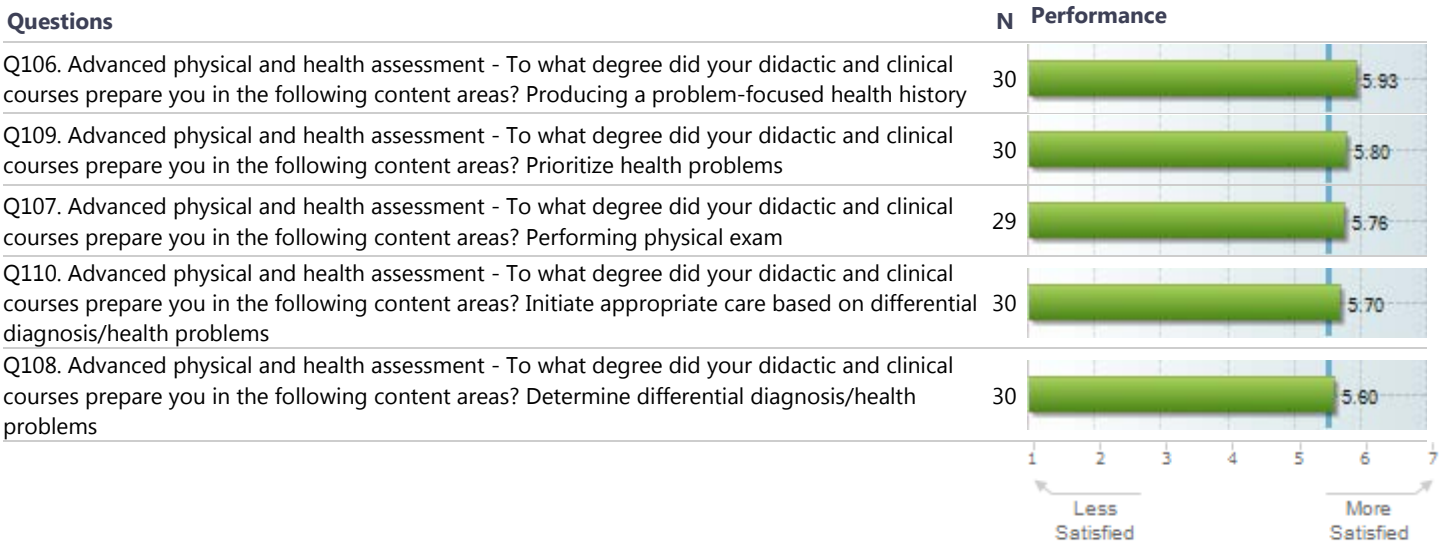 Questions N Performance
Q106. Advanced physical and health assessment - To what degree did your didactic and clinical
courses prepare you in the following content areas? Producing a problem-focused health history
30
5.93
Q109. Advanced physical and health assessment - To what degree did your didactic and clinical
courses prepare you in the following content areas? Prioritize health problems
30
5.80
Q107. Advanced physical and health assessment - To what degree did your didactic and clinical
courses prepare you in the following content areas? Performing physical exam
29
5.76
Q110. Advanced physical and health assessment - To what degree did your didactic and clinical
courses prepare you in the following content areas? Initiate appropriate care based on differential
diagnosis/health problems
30
5.70
Q108. Advanced physical and health assessment - To what degree did your didactic and clinical
courses prepare you in the following content areas? Determine differential diagnosis/health
problems
30
5.60
1 2 3 4 5 6 7
Less
Satisfied
More
Satisfied